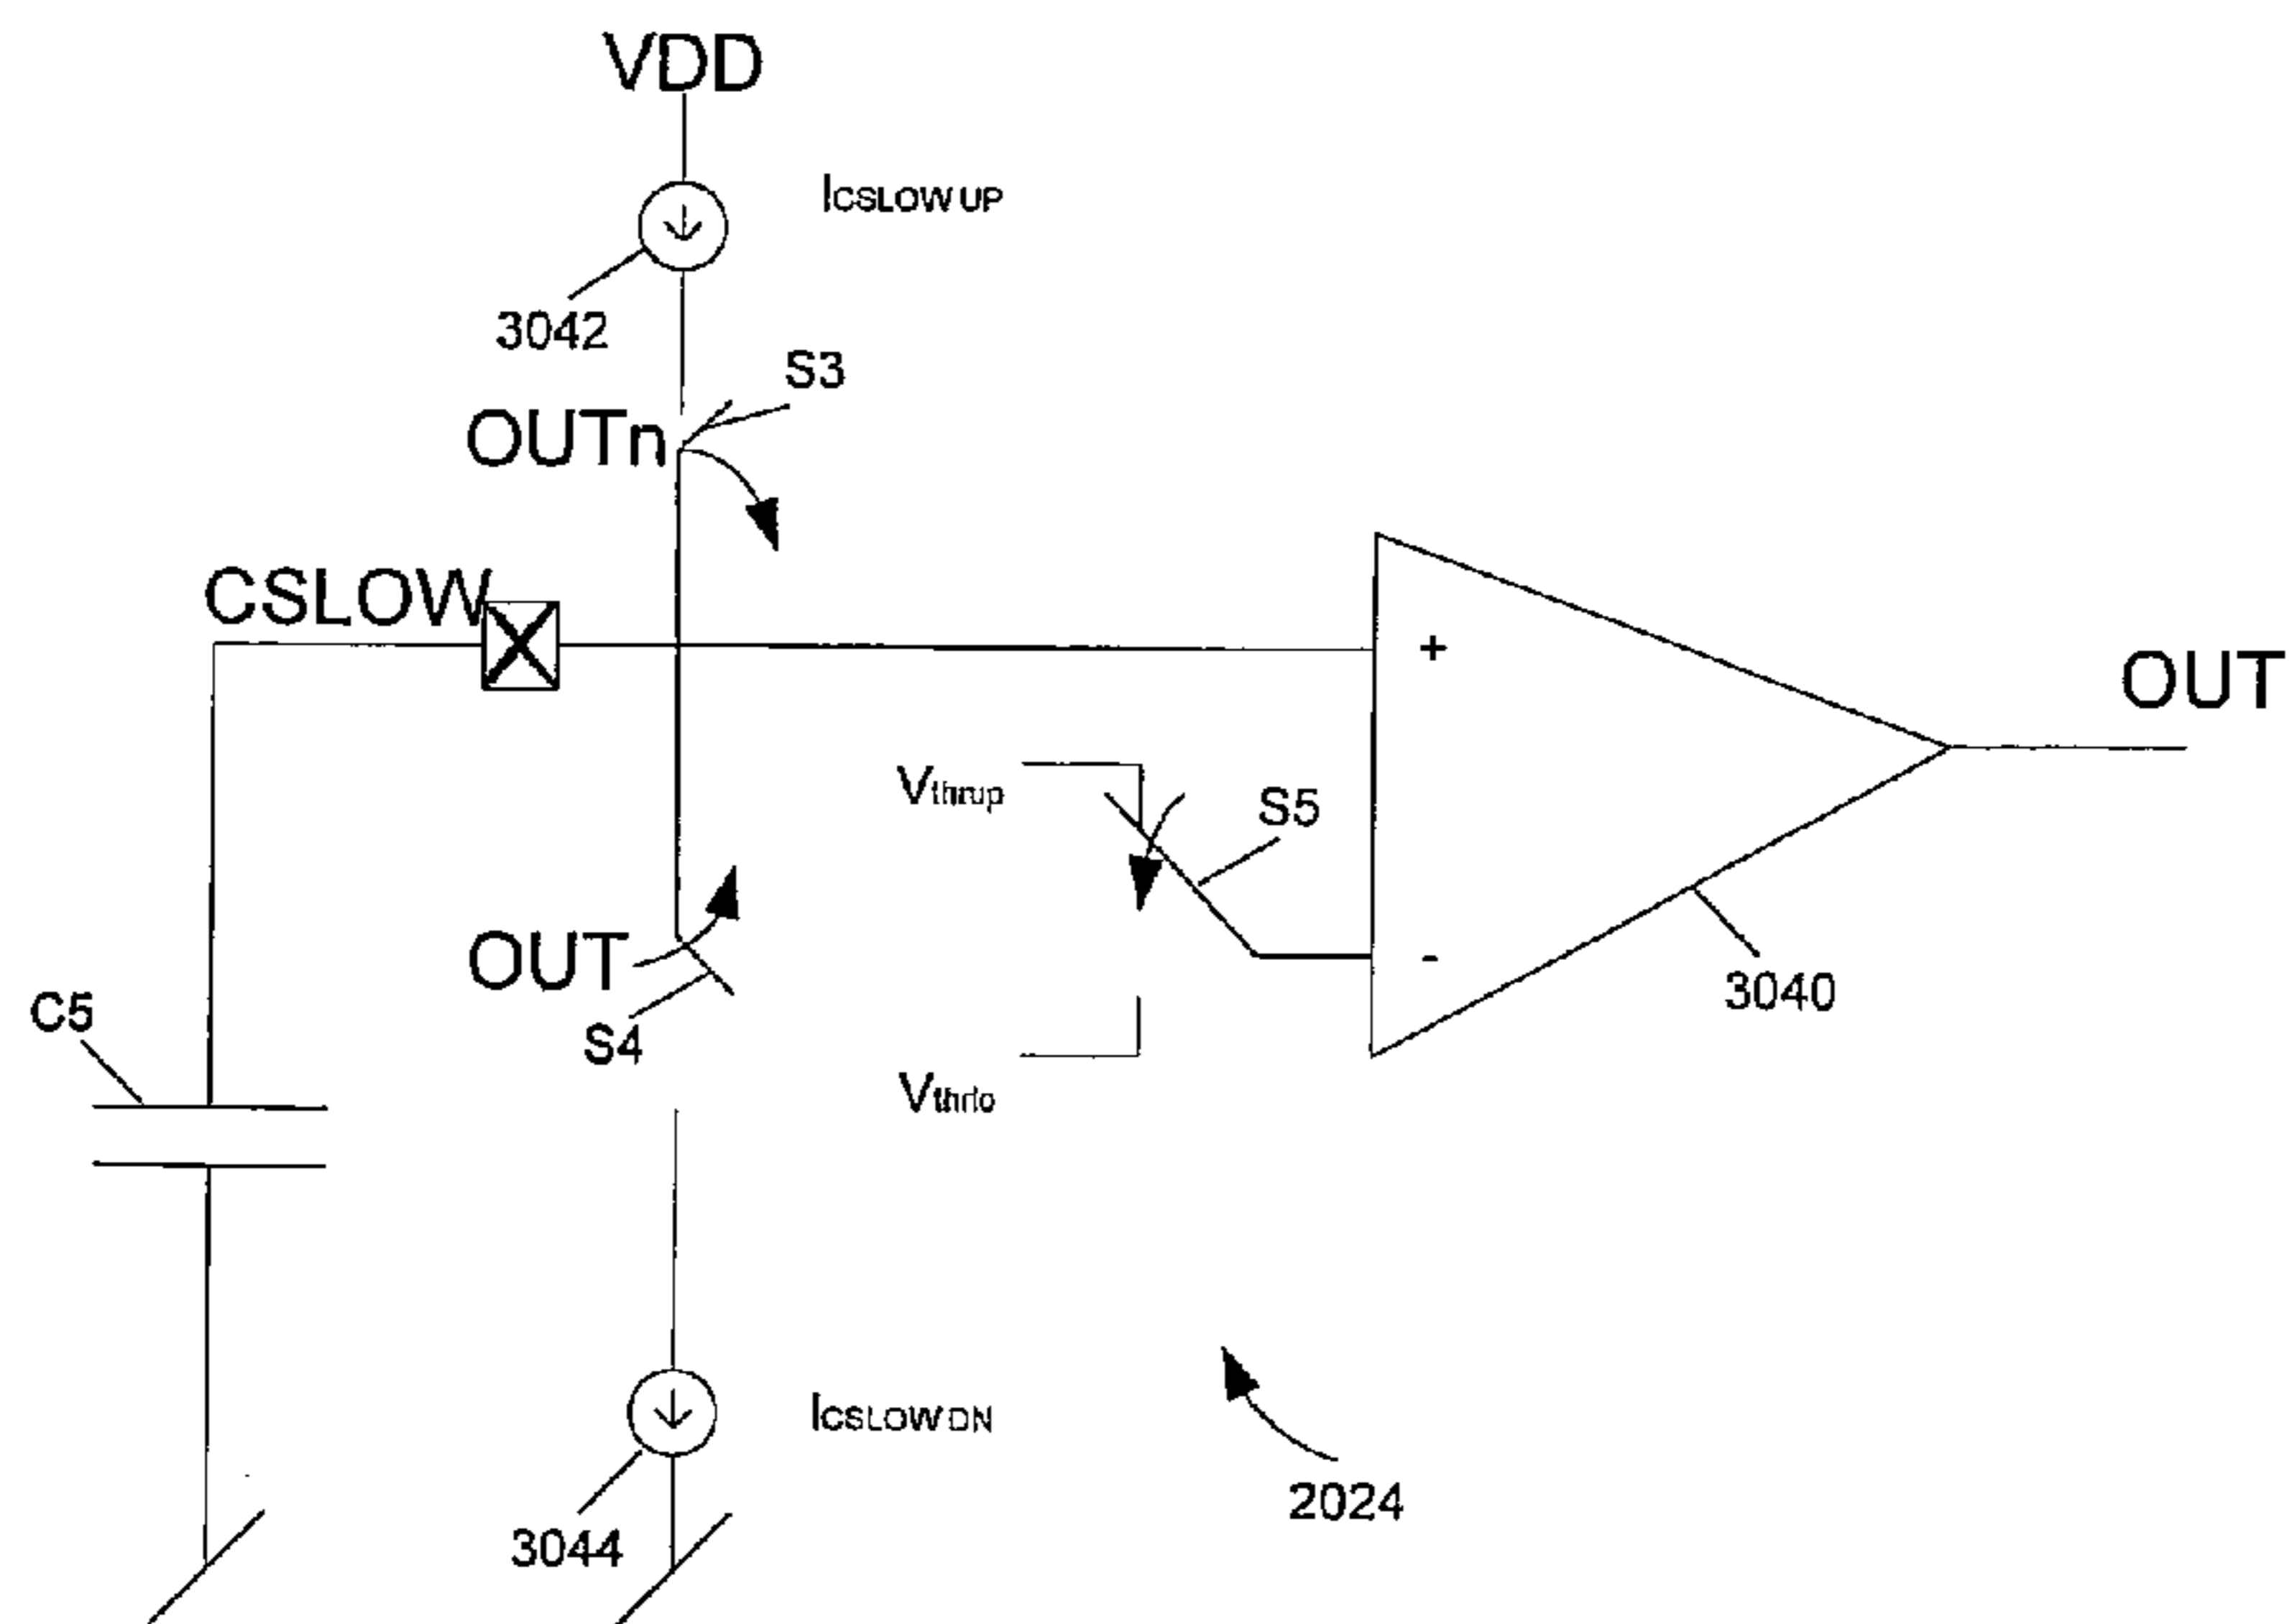 VDD
ICSLOW UP
3042
S3
OUTn
CSLOW
+
OUT
Vthrup
S5
OUT
-
3040
C5
S4
Vthrlo
ICSLOW DN
2024
3044